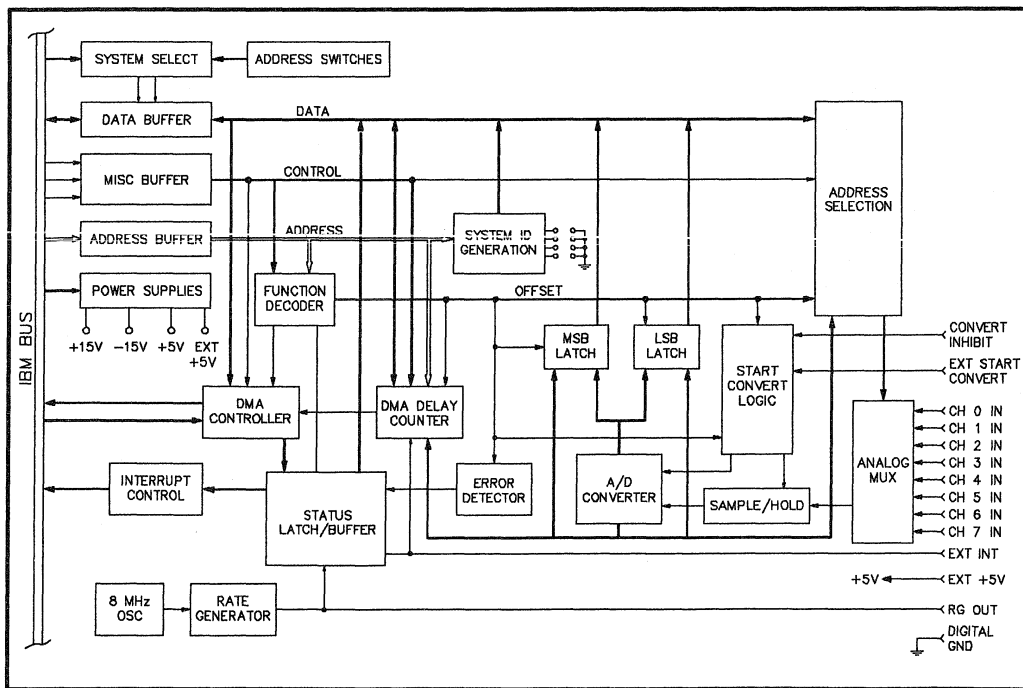 IBM BUS
SYSTEM SELECT
ADDRESS SWITCHES
DATA BUFFER
DATA
MISC BUFFER
CONTROL
ADDRESS
SELECTION
ADDRESS BUFFER
ADDRESS
SYSTEM ID
GENERATION
POWER SUPPLIES
+15V
-15V
+5V
EXT
+5V
FUNCTION
DECODER
OFFSET
MSB
LATCH
LSB
LATCH
START
CONVERT
LOGIC
CONVERT
INHIBIT
EXT START
CONVERT
DMA
CONTROLLER
DMA DELAY
COUNTER
ANALOG
MUX
CH 0 IN
CH 1 IN
CH 2 IN
CH 3 IN
CH 4 IN
CH 5 IN
CH 6 IN
CH 7 IN
INTERRUPT
CONTROL
STATUS
LATCH/BUFFER
ERROR
DETECTOR
A/D
CONVERTER
SAMPLE/HOLD
EXT INT
+5V
EXT +5V
8 MHz
OSC
RATE
GENERATOR
RG OUT
DIGITAL
GND